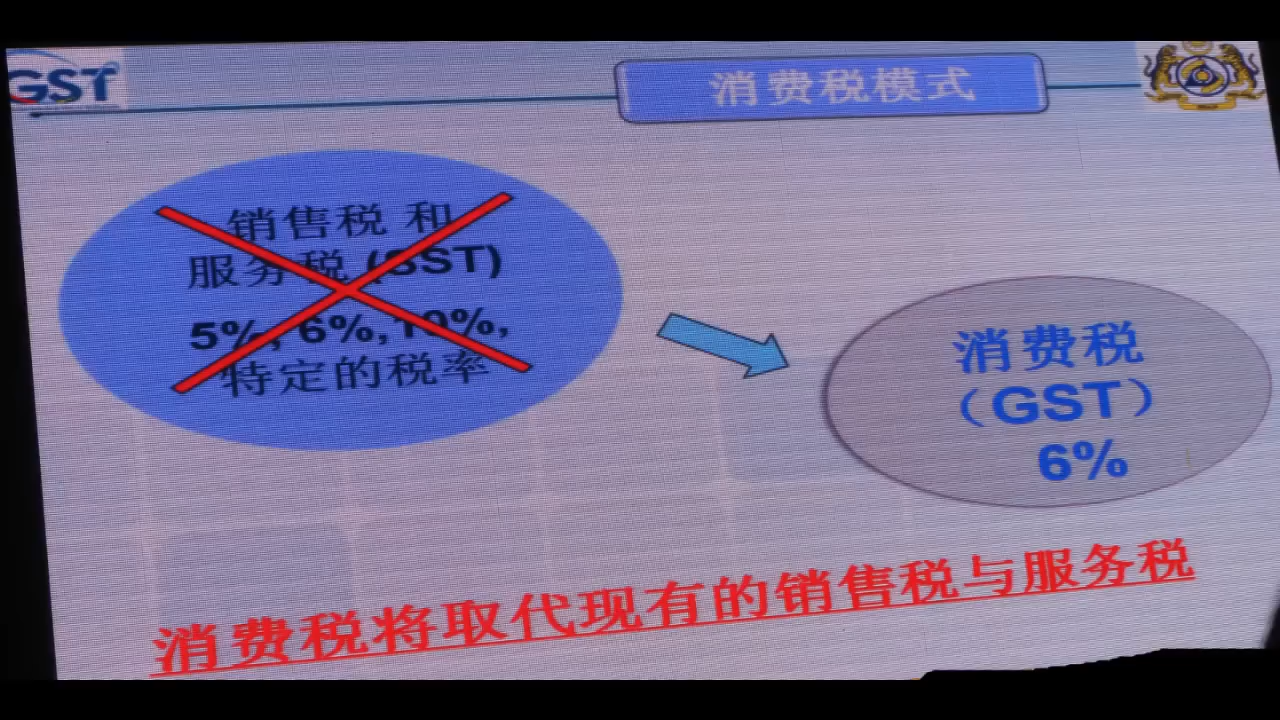 GST
消费税模式
销售税 和
服务税 (SST)
5%, 6%,10%,
特定的税率
消费税
（GST）
6%
消费税将取代现有的销售税与服务税